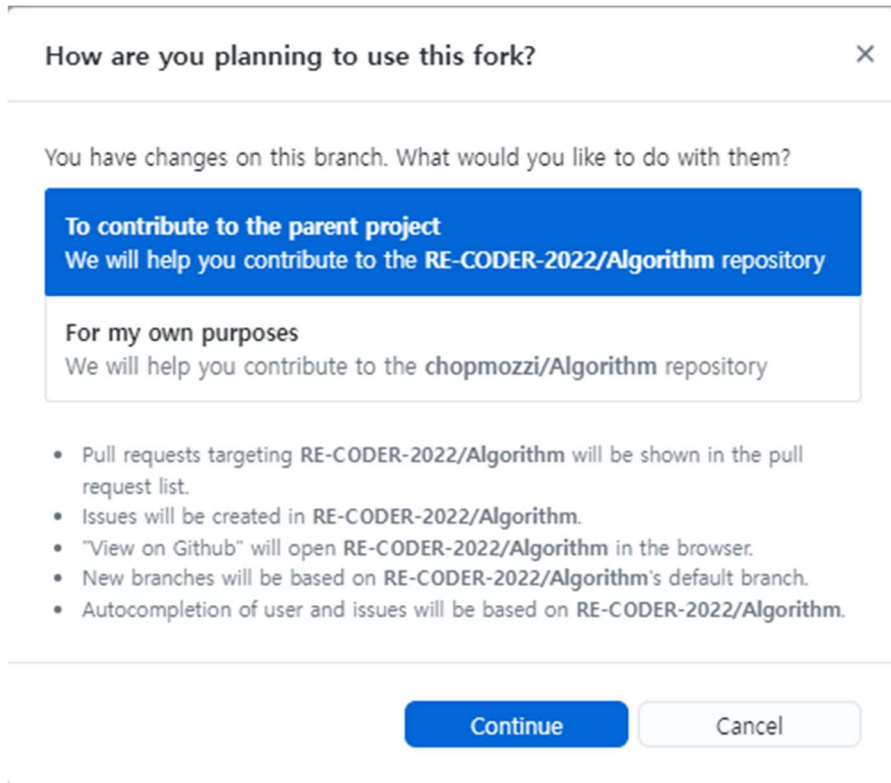 How are you planning to use this fork?
You have changes on this branch. What would you like to do with them?
To contribute to the parent project
We will help you contribute to the RE-CODER-2022/Algorithm repository
For my own purposes
We will help you contribute to the chopmozzi/Algorithm repository
• Pull requests targeting RE-CODER-2022/Algorithm will be shown in the pull
request list.
• Issues will be created in RE-CODER-2022/Algorithm.
• "View on Github" will open RE-CODER-2022/Algorithm in the browser.
• New branches will be based on RE-CODER-2022/Algorithm's default branch.
• Autocompletion of user and issues will be based on RE-CODER-2022/Algorithm.
Continue
Cancel